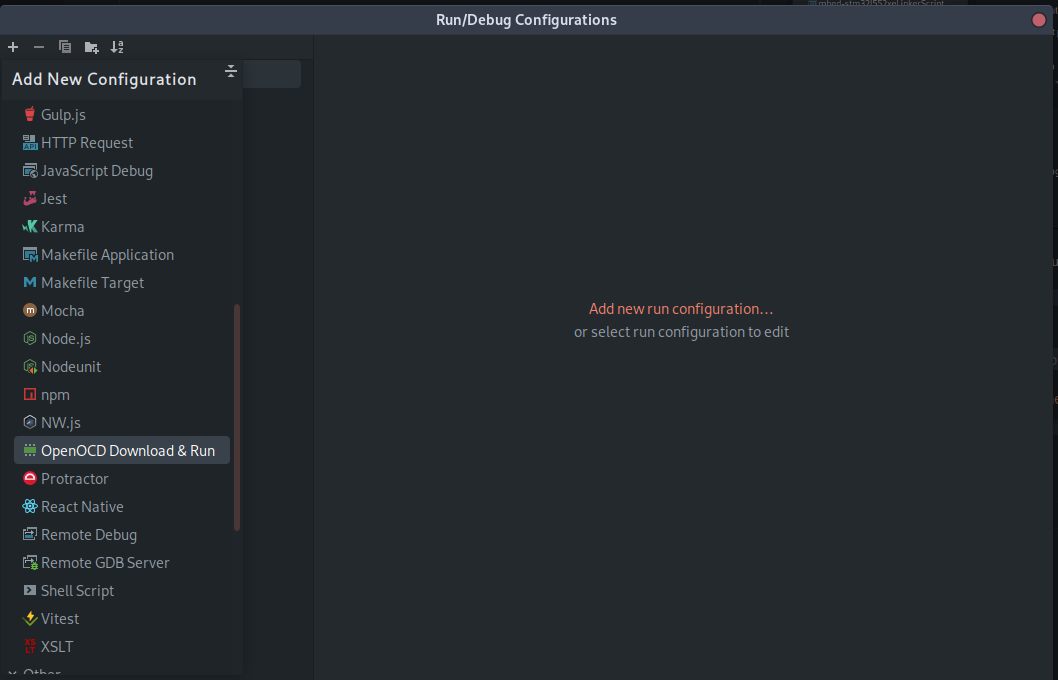 mbed-stm32l552xeLinkerScript
Run/Debug Configurations
Add New Configuration
Gulp.js
HTTP Request
JavaScript Debug
Jest
Karma
Makefile Application
Makefile Target
Mocha
Node.js
Nodeunit
npm
NW.js
OpenOCD Download & Run
Protractor
React Native
Remote Debug
Remote GDB Server
Shell Script
Vitest
XSLT
Other
Add new run configuration...
or select run configuration to edit